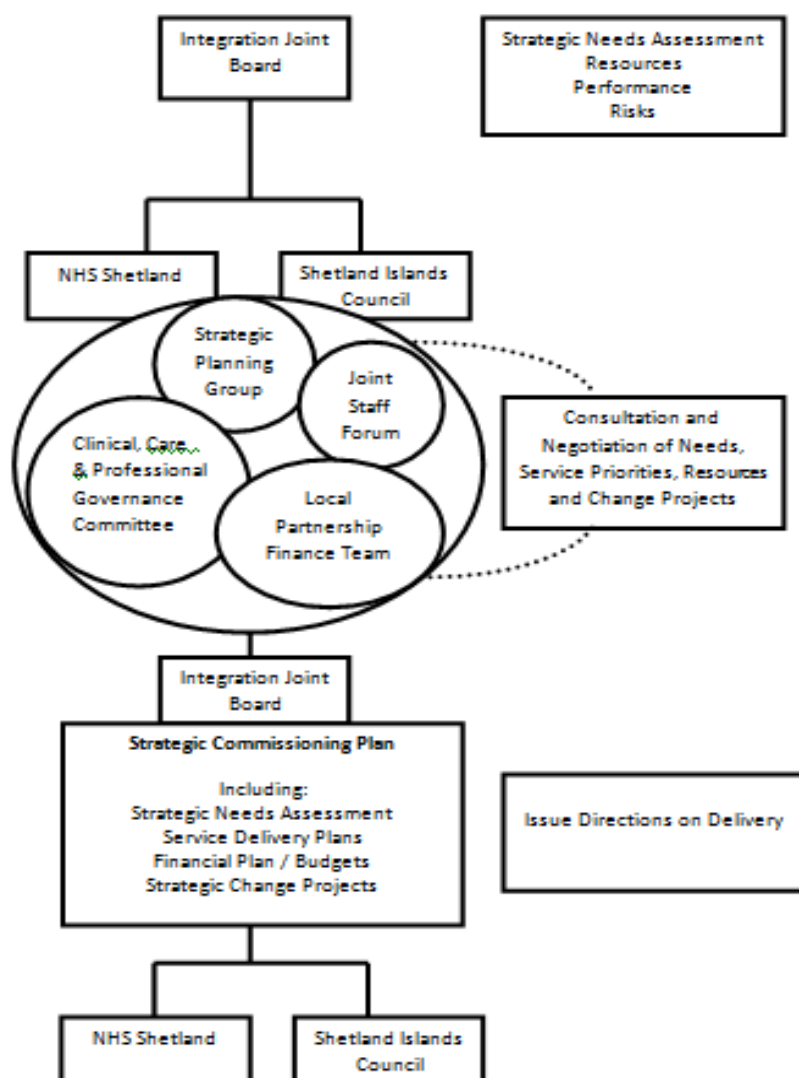 Integration Joint
Board
Strategic Needs Assessment
Resources
Performance
Risks
NHS Shetland
Shetland Islands
Council
Strategic
Planning
Group
Joint
Staff
Forum
Clinical, Care
& Professional
Governance
Committee
Local
Partnership
Finance Team
Consultation and
Negotiation of Needs,
Service Priorities, Resources
and Change Projects
Integration Joint
Board
Strategic Commissioning Plan
Including:
Strategic Needs Assessment
Service Delivery Plans
Financial Plan / Budgets
Strategic Change Projects
Issue Directions on Delivery
NHS Shetland
Shetland Islands
Council